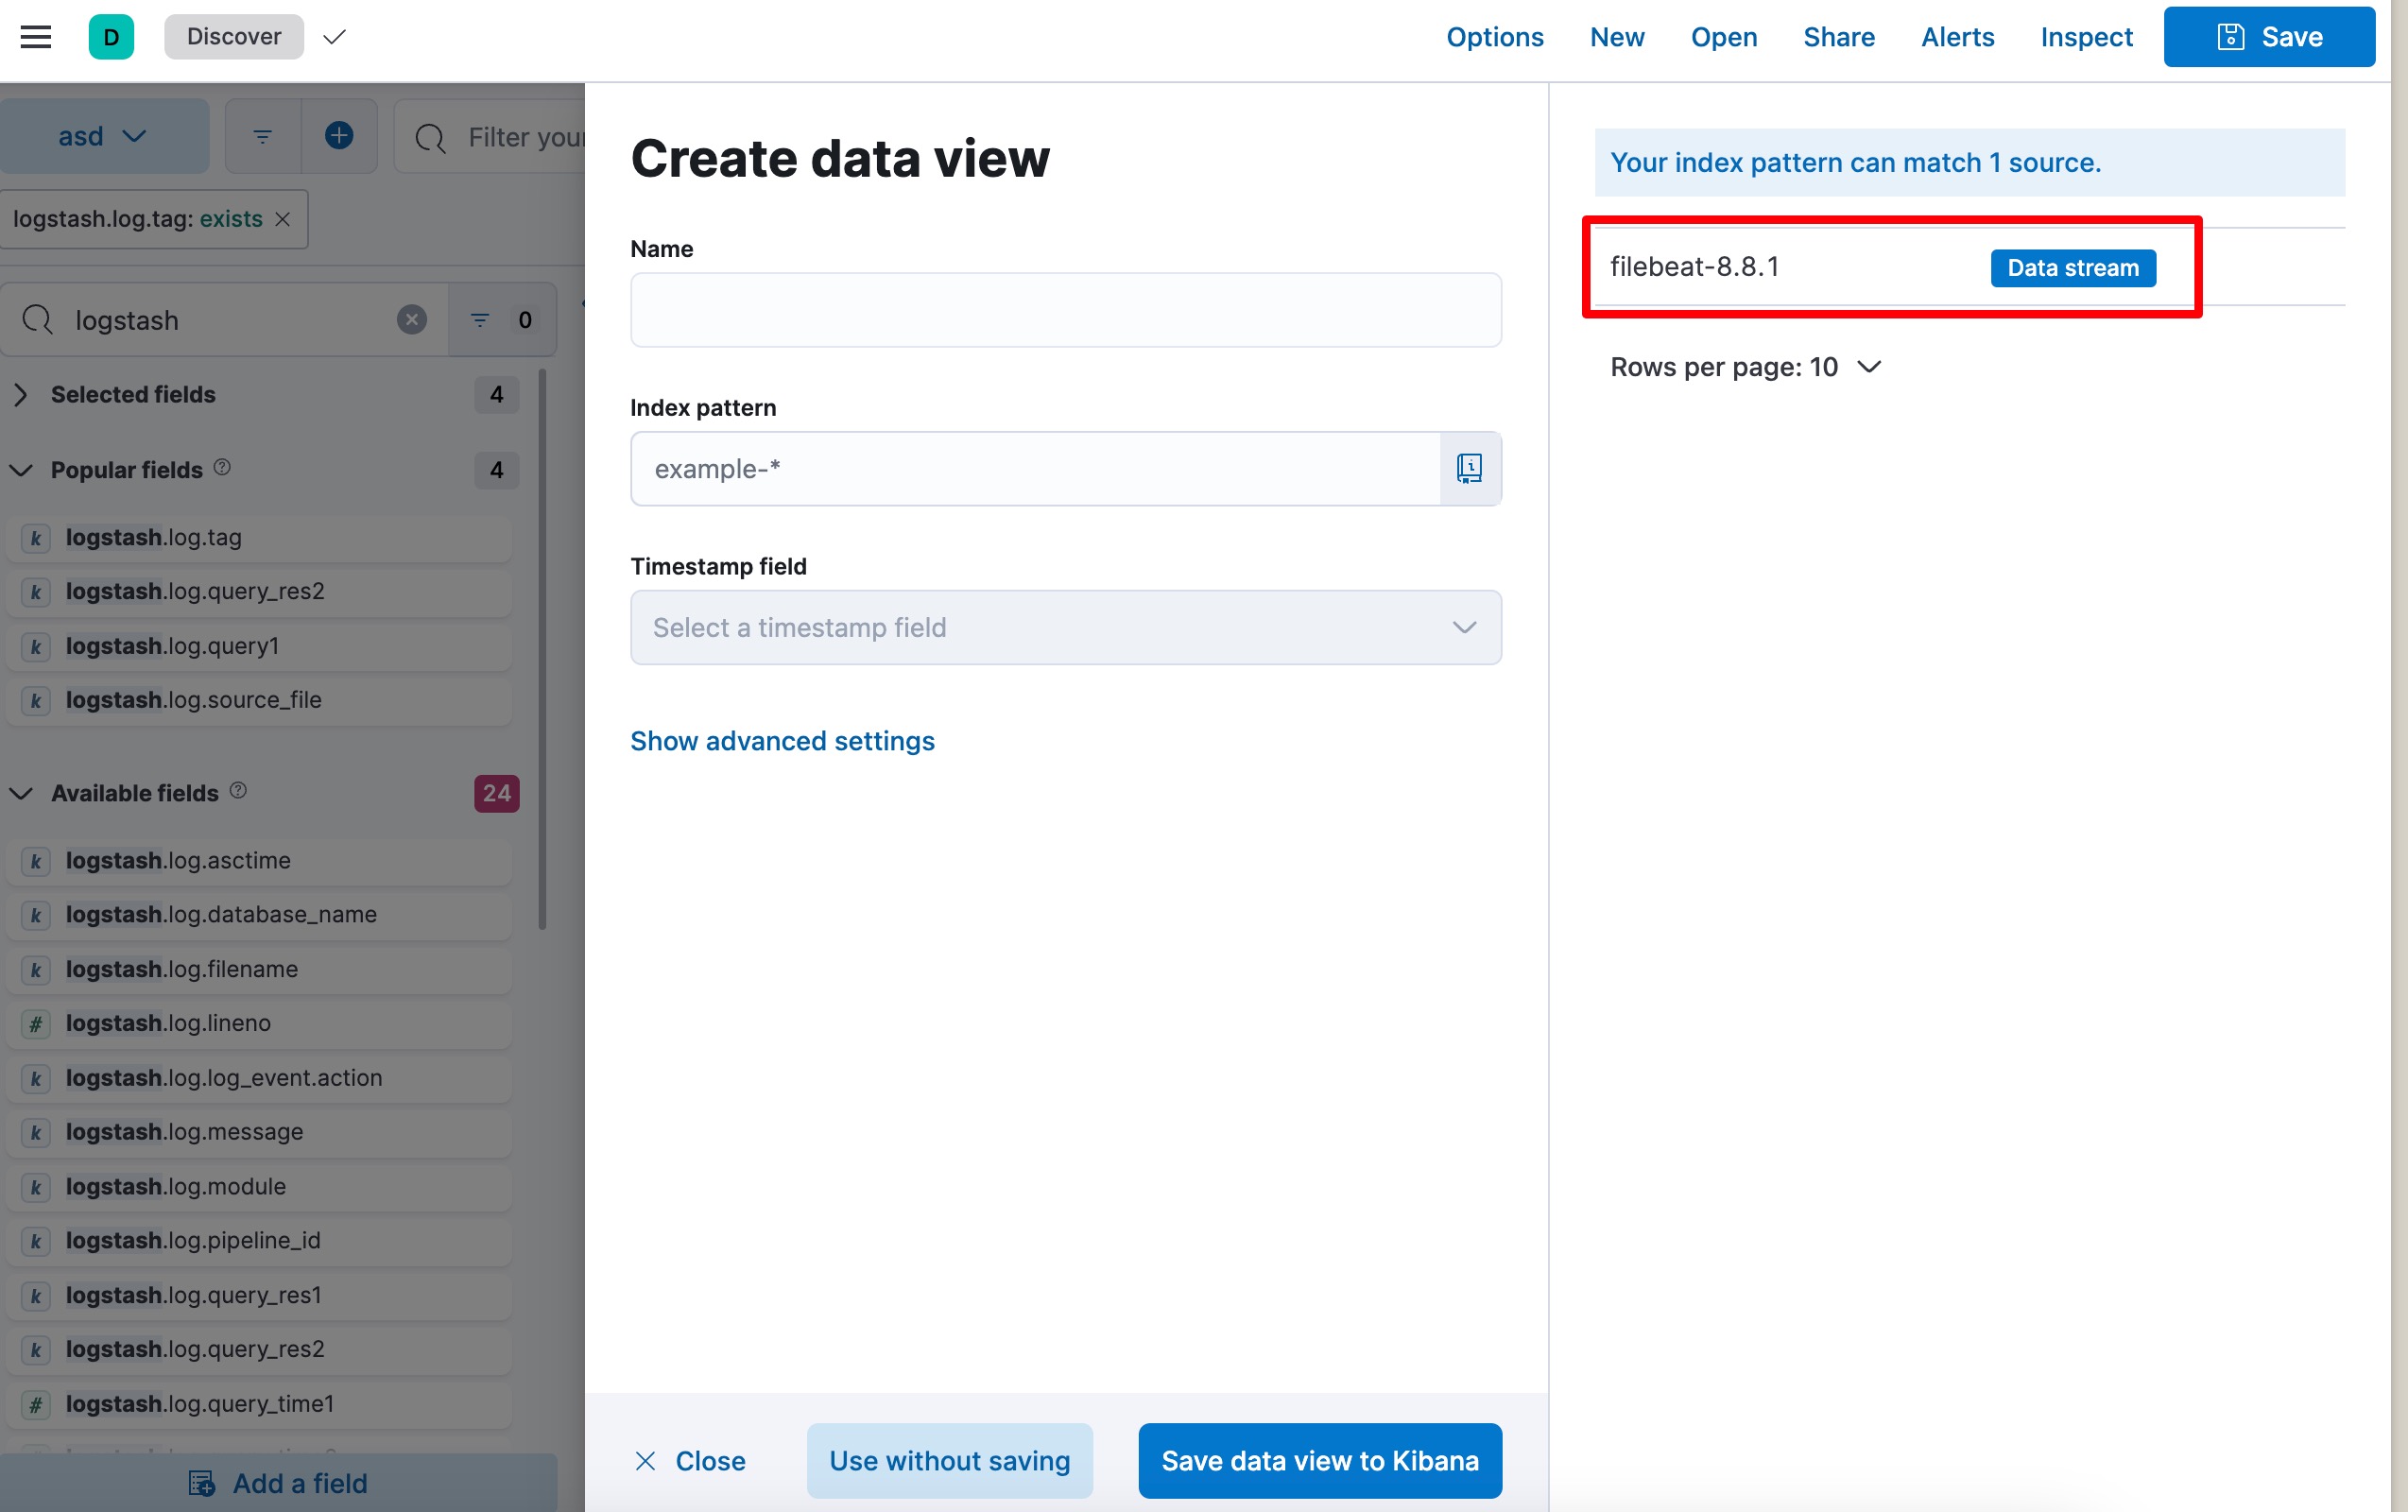 D Discover Options New Open Share Alerts Inspect Save
asd
Filter your
logstash.log.tag: exists
logstash 0
Selected fields 4
Popular fields 4
logstash.log.tag
logstash.log.query_res2
logstash.log.query1
logstash.log.source_file
Available fields 24
logstash.log.asctime
logstash.log.database_name
logstash.log.filename
logstash.log.lineno
logstash.log.log_event.action
logstash.log.message
logstash.log.module
logstash.log.pipeline_id
logstash.log.query_res1
logstash.log.query_res2
logstash.log.query_time1
Add a field
Create data view
Name
Index pattern
example-*
Timestamp field
Select a timestamp field
Show advanced settings
Close Use without saving Save data view to Kibana
Your index pattern can match 1 source.
filebeat-8.8.1 Data stream
Rows per page: 10